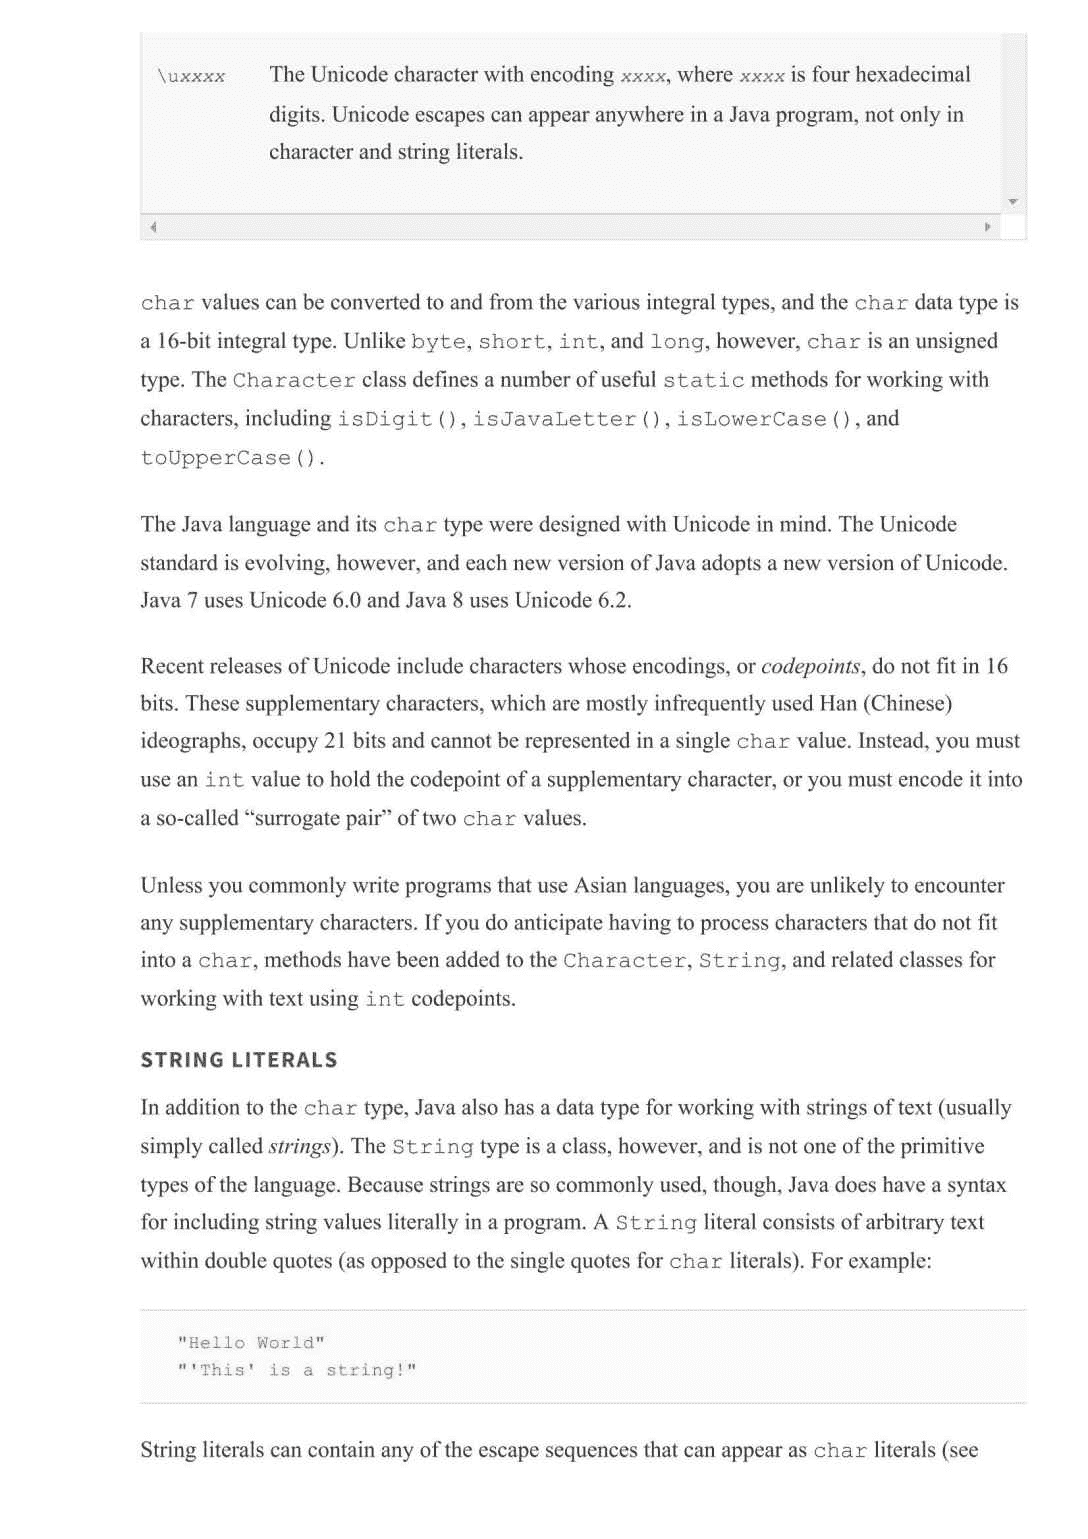 \uxxxx The Unicode character with encoding xxxx, where xxxx is four hexadecimal
digits. Unicode escapes can appear anywhere in a Java program, not only in
character and string literals.
char values can be converted to and from the various integral types, and the char data type is
a 16-bit integral type. Unlike byte, short, int, and long, however, char is an unsigned
type. The Character class defines a number of useful static methods for working with
characters, including isDigit(), isJavaLetter(), isLowerCase(), and
toUpperCase().
The Java language and its char type were designed with Unicode in mind. The Unicode
standard is evolving, however, and each new version of Java adopts a new version of Unicode.
Java 7 uses Unicode 6.0 and Java 8 uses Unicode 6.2.
Recent releases of Unicode include characters whose encodings, or codepoints, do not fit in 16
bits. These supplementary characters, which are mostly infrequently used Han (Chinese)
ideographs, occupy 21 bits and cannot be represented in a single char value. Instead, you must
use an int value to hold the codepoint of a supplementary character, or you must encode it into
a so-called “surrogate pair” of two char values.
Unless you commonly write programs that use Asian languages, you are unlikely to encounter
any supplementary characters. If you do anticipate having to process characters that do not fit
into a char, methods have been added to the Character, String, and related classes for
working with text using int codepoints.
STRING LITERALS
In addition to the char type, Java also has a data type for working with strings of text (usually
simply called strings). The String type is a class, however, and is not one of the primitive
types of the language. Because strings are so commonly used, though, Java does have a syntax
for including string values literally in a program. A String literal consists of arbitrary text
within double quotes (as opposed to the single quotes for char literals). For example:
"Hello World"
"'This' is a string!"
String literals can contain any of the escape sequences that can appear as char literals (see